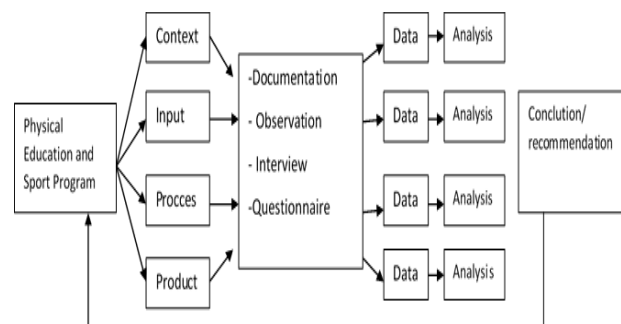 Physical
Education and
Sport Program
Context
Input
Procces
Product
-Documentation
- Observation
- Interview
-Questionnaire
Data
Analysis
Data
Analysis
Data
Analysis
Data
Analysis
Conclution/
recommendation